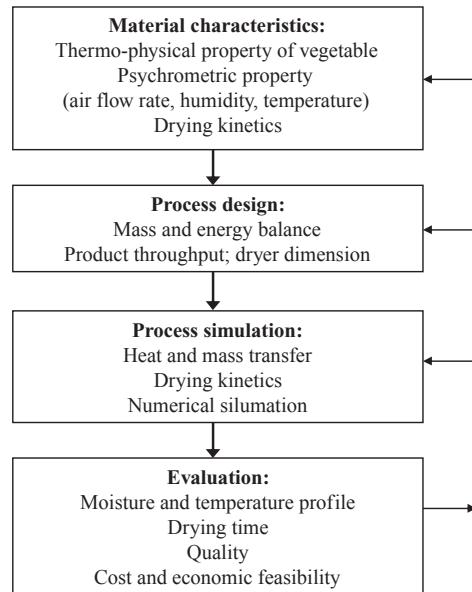 Material characteristics:
Thermo-physical property of vegetable
Psychrometric property
(air flow rate, humidity, temperature)
Drying kinetics
Process design:
Mass and energy balance
Product throughput; dryer dimension
Process simulation:
Heat and mass transfer
Drying kinetics
Numerical silumation
Evaluation:
Moisture and temperature profile
Drying time
Quality
Cost and economic feasibility